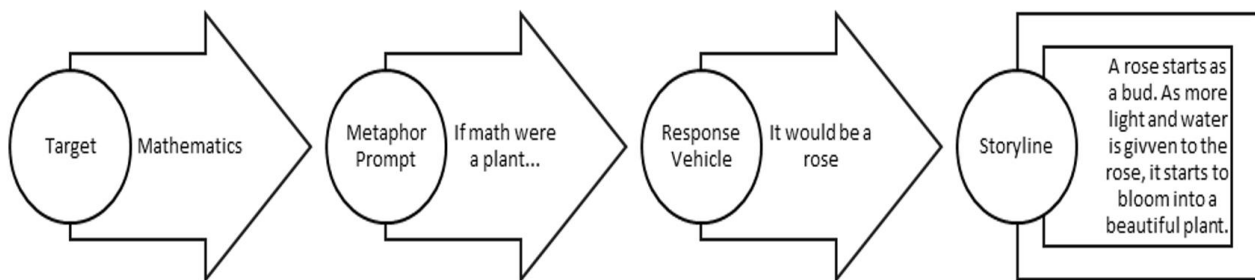 Target
Mathematics
Metaphor
Prompt
If math were
a plant...
Response
Vehicle
It would be a
rose
Storyline
A rose starts as
a bud. As more
light and water
is givven to the
rose, it starts to
bloom into a
beautiful plant.